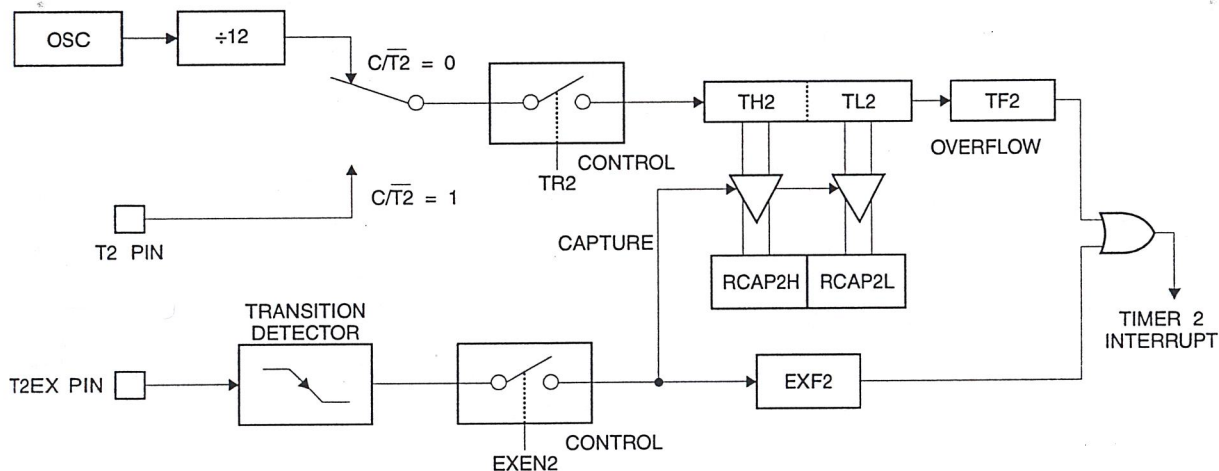 OSC
÷12
C/T2 = 0
TH2
TL2
TF2
OVERFLOW
CONTROL
TR2
C/T2 = 1
T2 PIN
CAPTURE
RCAP2H
RCAP2L
TRANSITION
DETECTOR
TIMER 2
INTERRUPT
T2EX PIN
EXF2
CONTROL
EXEN2